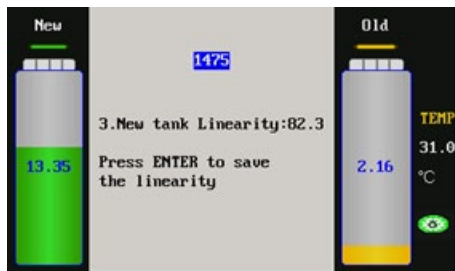 New
Old
1475
3.New tank Linearity:82.3
TEMP
31.0
°C
13.35
Press ENTER to save
the linearity
2.16